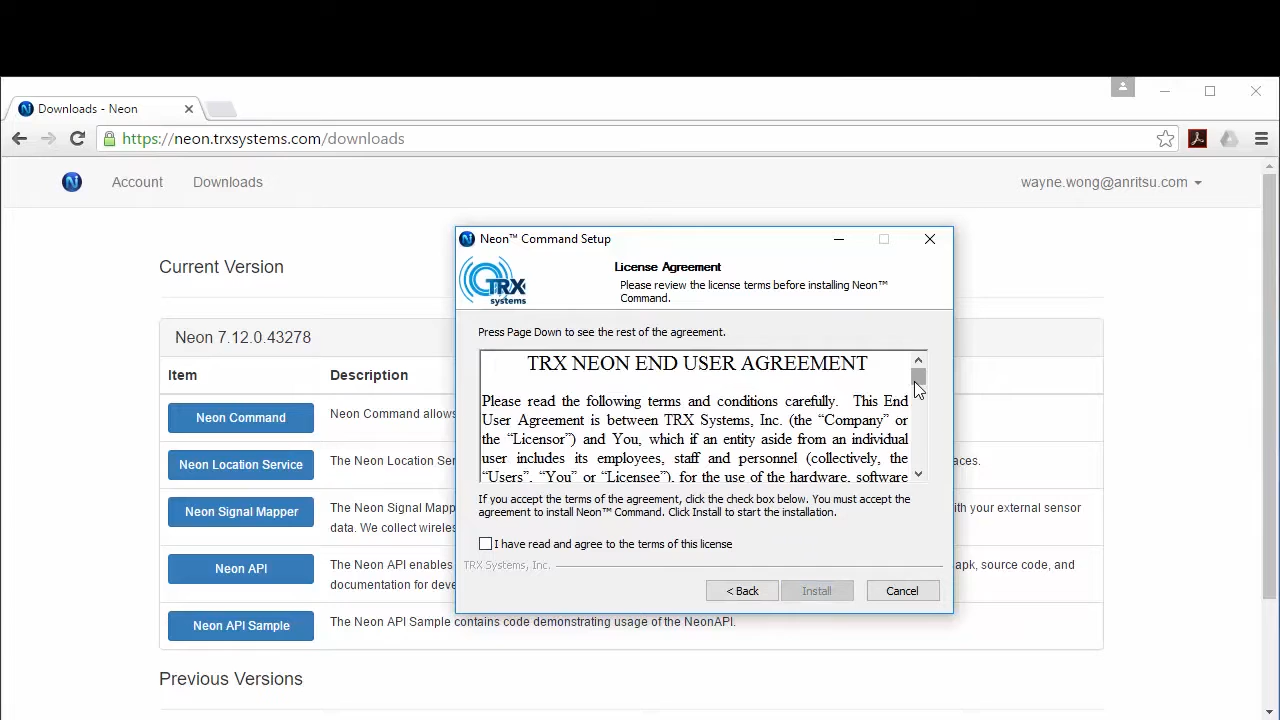 Downloads - Neon
https://neon.trxsystems.com/downloads
Account
Downloads
wayne.wong@anritsu.com
Current Version
Neon 7.12.0.43278
Item
Description
Neon Command
Neon Command allows
Neon Location Service
The Neon Location Ser
aces.
Neon Signal Mapper
The Neon Signal Mapp
with your external sensor
data. We collect wireles
Neon API
The Neon API enables
apk, source code, and
documentation for deve
Neon API Sample
The Neon API Sample contains code demonstrating usage of the NeonAPI.
Previous Versions
Neon™ Command Setup
TRX
systems
License Agreement
Please review the license terms before installing Neon™
Command.
Press Page Down to see the rest of the agreement.
TRX NEON END USER AGREEMENT
Please read the following terms and conditions carefully. This End
User Agreement is between TRX Systems, Inc. (the “Company” or
the “Licensor”) and You, which if an entity aside from an individual
user includes its employees, staff and personnel (collectively, the
“Users”, “You” or “Licensee”), for the use of the hardware, software
If you accept the terms of the agreement, click the check box below. You must accept the
agreement to install Neon™ Command. Click Install to start the installation.
I have read and agree to the terms of this license
TRX Systems, Inc.
< Back
Install
Cancel